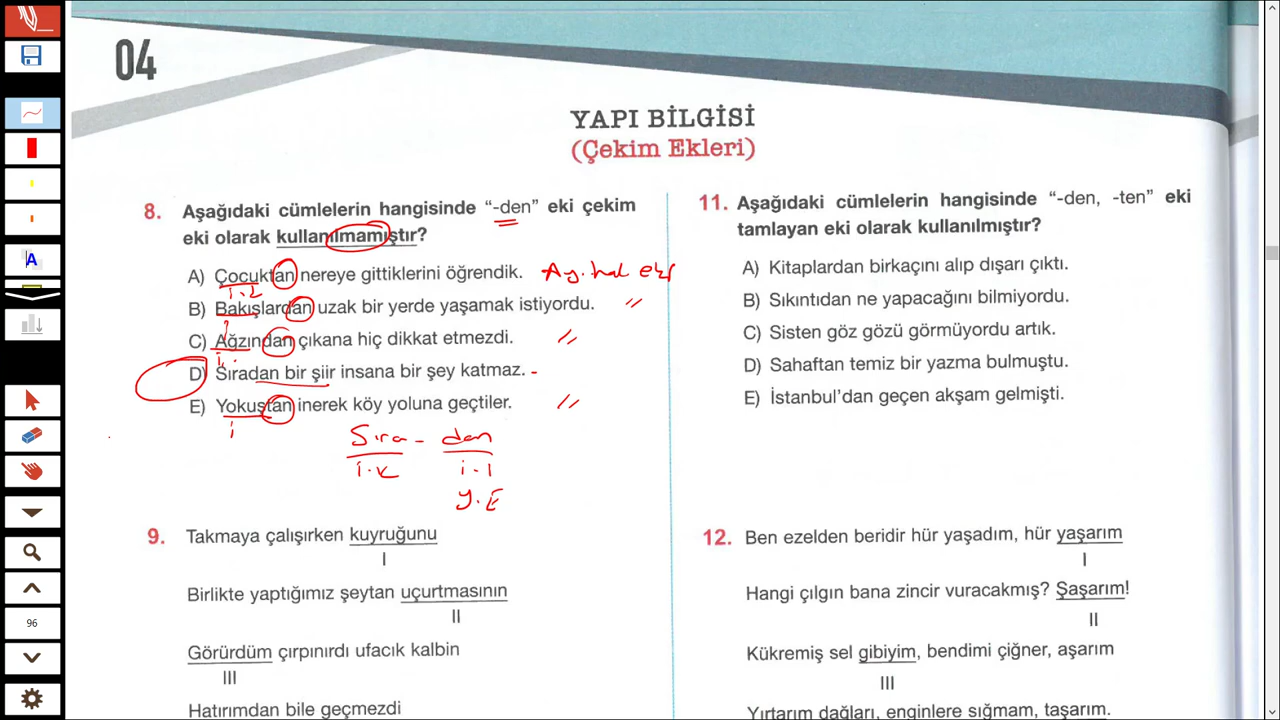 04
YAPI BİLGİSİ
(Çekim Ekleri)
8. Aşağıdaki cümlelerin hangisinde “-den” eki çekim
eki olarak kullanılmamıştır?
A) Çocuktan nereye gittiklerini öğrendik. Ay. hal eki
i.k
B) Bakışlardan uzak bir yerde yaşamak istiyordu. "
C) Ağzından çıkana hiç dikkat etmezdi. "
D) Sıradan bir şiir insana bir şey katmaz. -
E) Yokuştan inerek köy yoluna geçtiler. "
i
Sıra - dan
i.k i.i
y.E
9. Takmaya çalışırken kuyruğunu
I
Birlikte yaptığımız şeytan uçurtmasının
II
Görürdüm çırpınırdı ufacık kalbin
III
Hatırımdan bile geçmezdi
11. Aşağıdaki cümlelerin hangisinde “-den, -ten” eki
tamlayan eki olarak kullanılmıştır?
A) Kitaplardan birkaçını alıp dışarı çıktı.
B) Sıkıntıdan ne yapacağını bilmiyordu.
C) Sisten göz gözü görmüyordu artık.
D) Sahaftan temiz bir yazma bulmuştu.
E) İstanbul’dan geçen akşam gelmişti.
12. Ben ezelden beridir hür yaşadım, hür yaşarım
I
Hangi çılgın bana zincir vuracakmış? Şaşarım!
II
Kükremiş sel gibiyim, bendimi çiğner, aşarım
III
Yırtarım dağları, enginlere sığmam, taşarım.
A
96